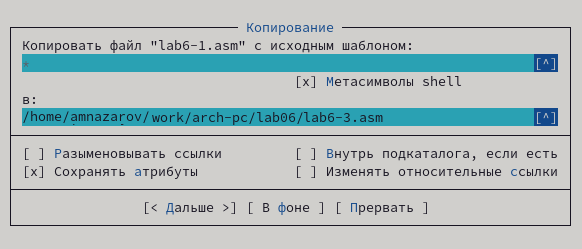 Копирование
Копировать файл "lab6-1.asm" с исходным шаблоном:
* [^]
[x] Метасимволы shell
в:
/home/amnazarov/work/arch-pc/lab06/lab6-3.asm [^]
[ ] Разыменовывать ссылки [ ] Внутрь подкаталога, если есть
[x] Сохранять атрибуты [ ] Изменять относительные ссылки
[< Дальше >] [ В фоне ] [ Прервать ]